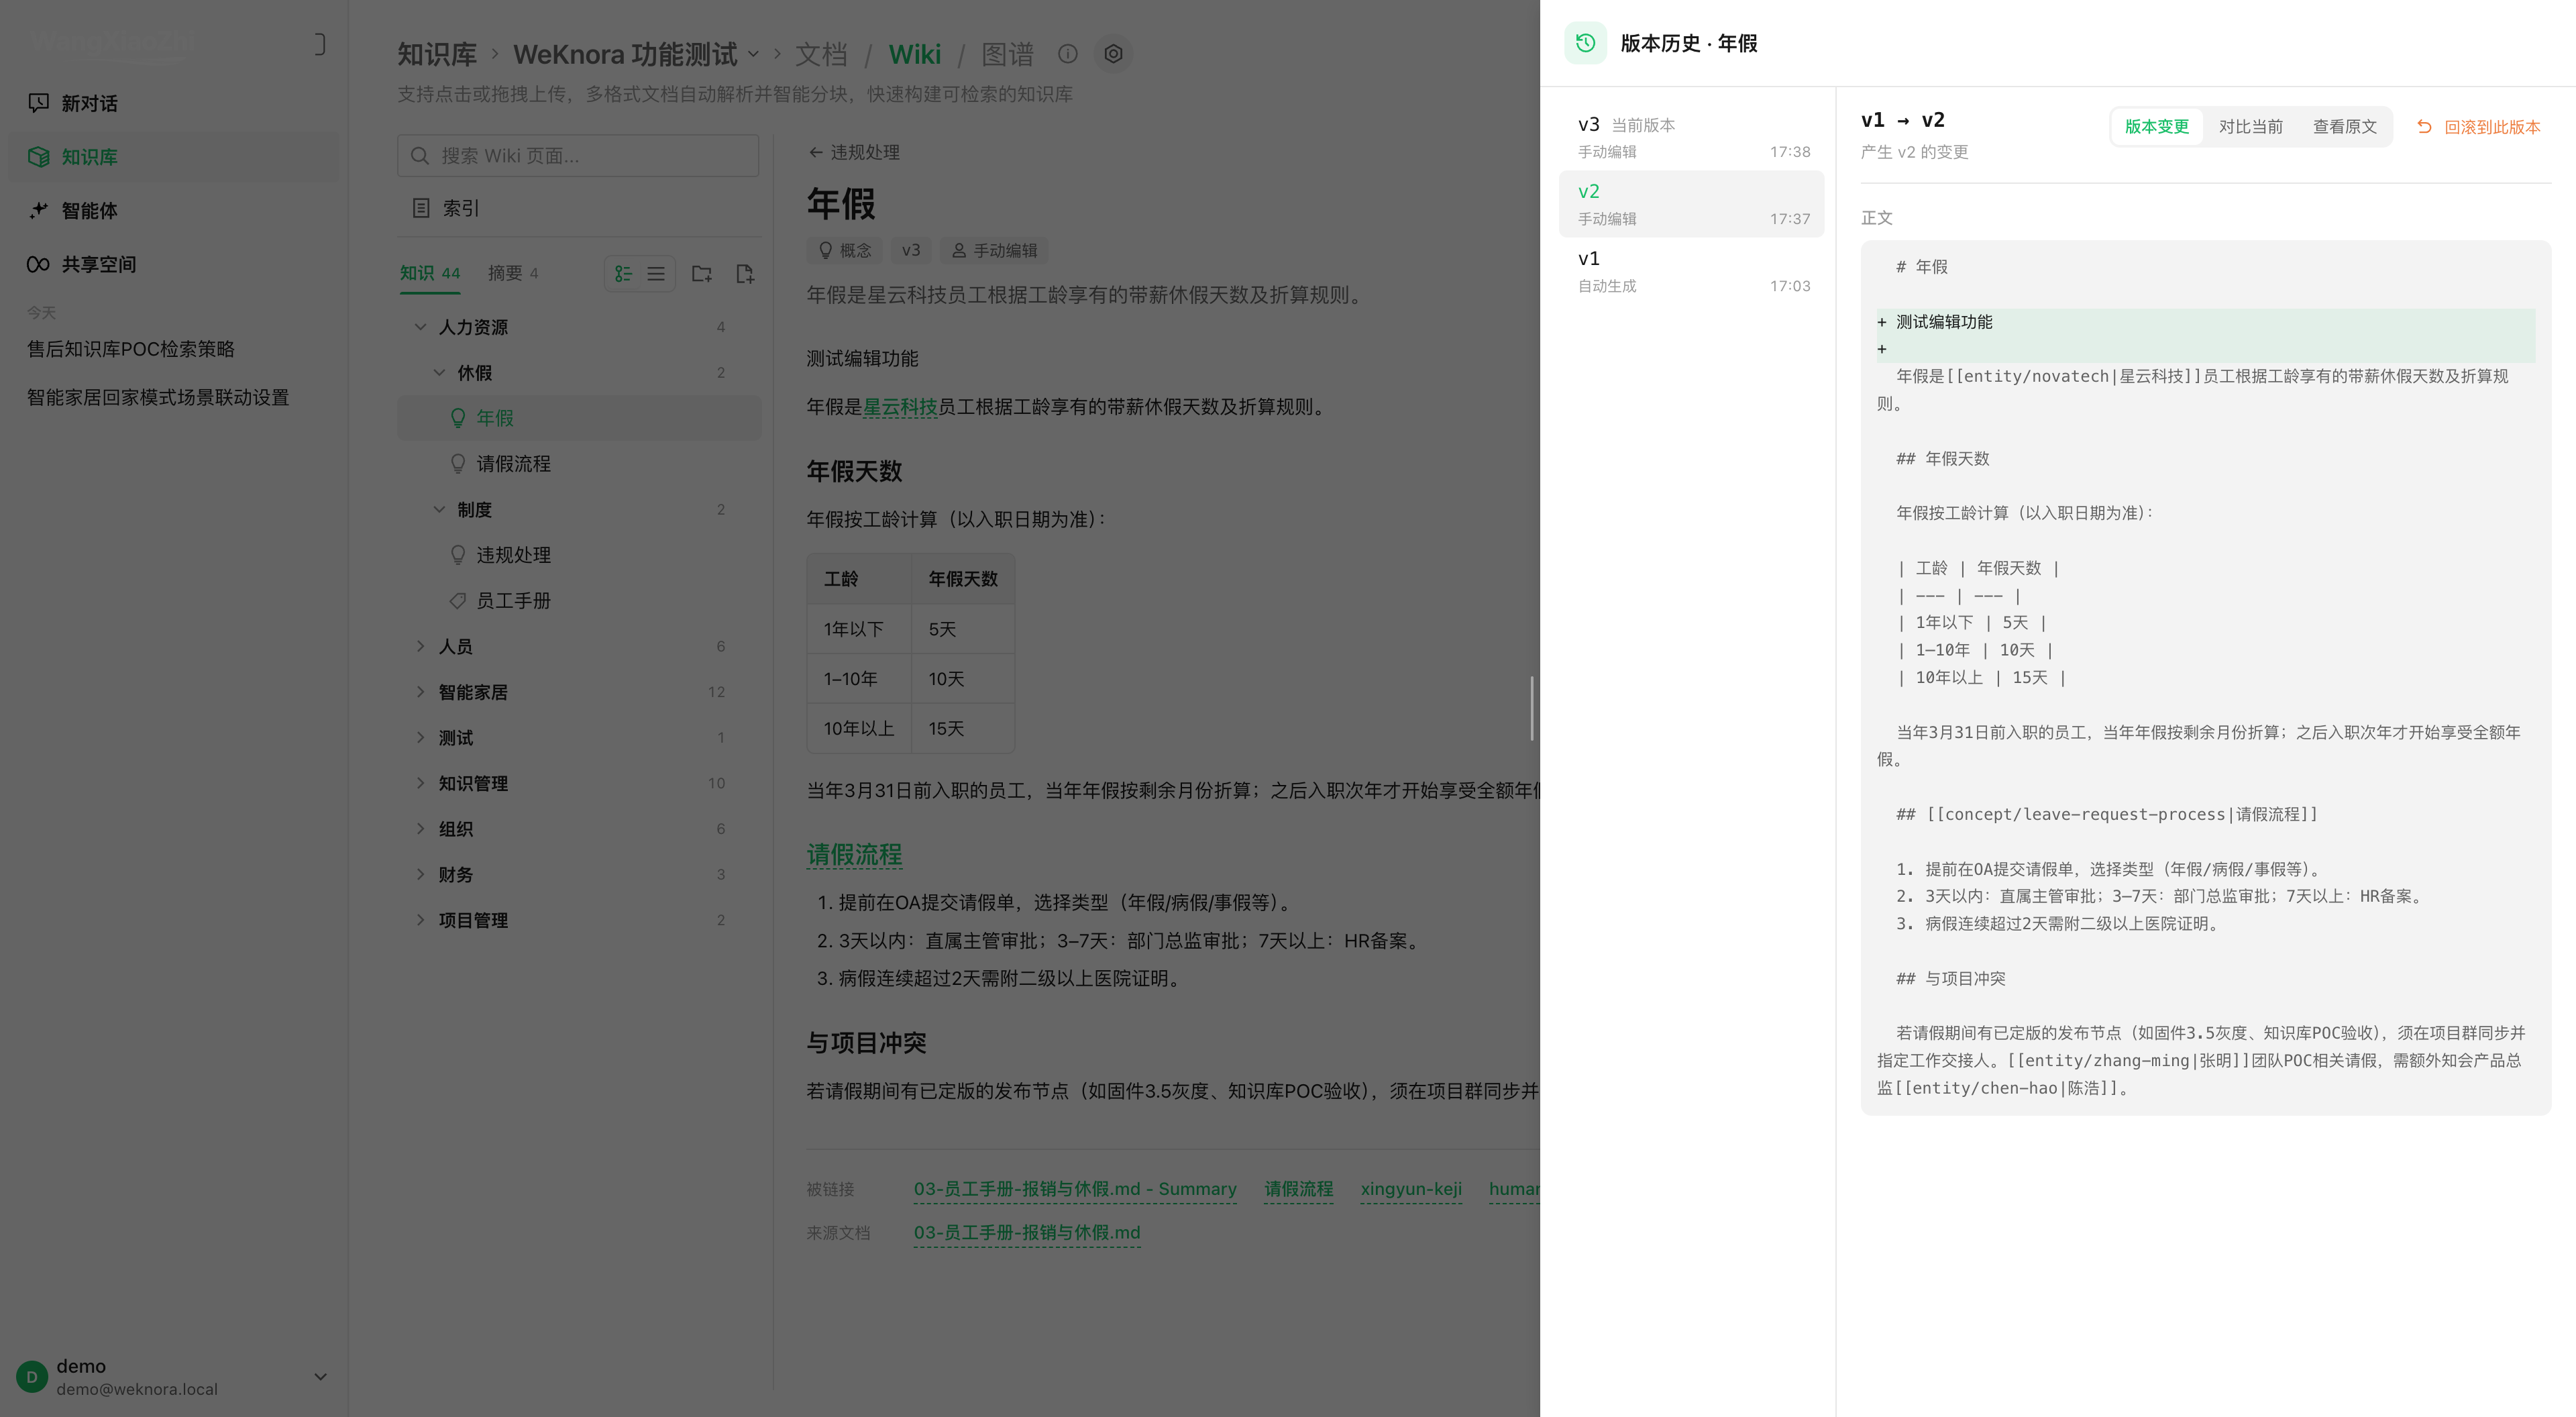 新对话
知识库
智能体
共享空间
今天
售后知识库POC检索策略
智能家居回家模式场景联动设置
D
demo
demo@weknora.local
知识库 > WeKnora 功能测试 > 文档 / Wiki / 图谱
支持点击或拖拽上传，多格式文档自动解析并智能分块，快速构建可检索的知识库
搜索 Wiki 页面...
索引
知识 44 摘要 4
人力资源 4
休假 2
年假
请假流程
制度 2
违规处理
员工手册
人员 6
智能家居 12
测试 1
知识管理 10
组织 6
财务 3
项目管理 2
← 违规处理
年假
概念 v3 手动编辑
年假是星云科技员工根据工龄享有的带薪休假天数及折算规则。
测试编辑功能
年假是星云科技员工根据工龄享有的带薪休假天数及折算规则。
年假天数
年假按工龄计算（以入职日期为准）：
工龄 年假天数
1年以下 5天
1–10年 10天
10年以上 15天
当年3月31日前入职的员工，当年年假按剩余月份折算；之后入职次年才开始享受全额年
请假流程
1. 提前在OA提交请假单，选择类型（年假/病假/事假等）。
2. 3天以内：直属主管审批；3–7天：部门总监审批；7天以上：HR备案。
3. 病假连续超过2天需附二级以上医院证明。
与项目冲突
若请假期间有已定版的发布节点（如固件3.5灰度、知识库POC验收），须在项目群同步并
被链接 03-员工手册-报销与休假.md - Summary 请假流程 xingyun-keji human
来源文档 03-员工手册-报销与休假.md
版本历史 · 年假
v3 当前版本
手动编辑 17:38
v2
手动编辑 17:37
v1
自动生成 17:03
v1 → v2
产生 v2 的变更
版本变更 对比当前 查看原文 回滚到此版本
正文
# 年假
+ 测试编辑功能
+
年假是[[entity/novatech|星云科技]]员工根据工龄享有的带薪休假天数及折算规
则。
## 年假天数
年假按工龄计算（以入职日期为准）：
| 工龄 | 年假天数 |
| --- | --- |
| 1年以下 | 5天 |
| 1–10年 | 10天 |
| 10年以上 | 15天 |
当年3月31日前入职的员工，当年年假按剩余月份折算；之后入职次年才开始享受全额年
假。
## [[concept/leave-request-process|请假流程]]
1. 提前在OA提交请假单，选择类型（年假/病假/事假等）。
2. 3天以内：直属主管审批；3–7天：部门总监审批；7天以上：HR备案。
3. 病假连续超过2天需附二级以上医院证明。
## 与项目冲突
若请假期间有已定版的发布节点（如固件3.5灰度、知识库POC验收），须在项目群同步并
指定工作交接人。[[entity/zhang-ming|张明]]团队POC相关请假，需额外知会产品总
监[[entity/chen-hao|陈浩]]。